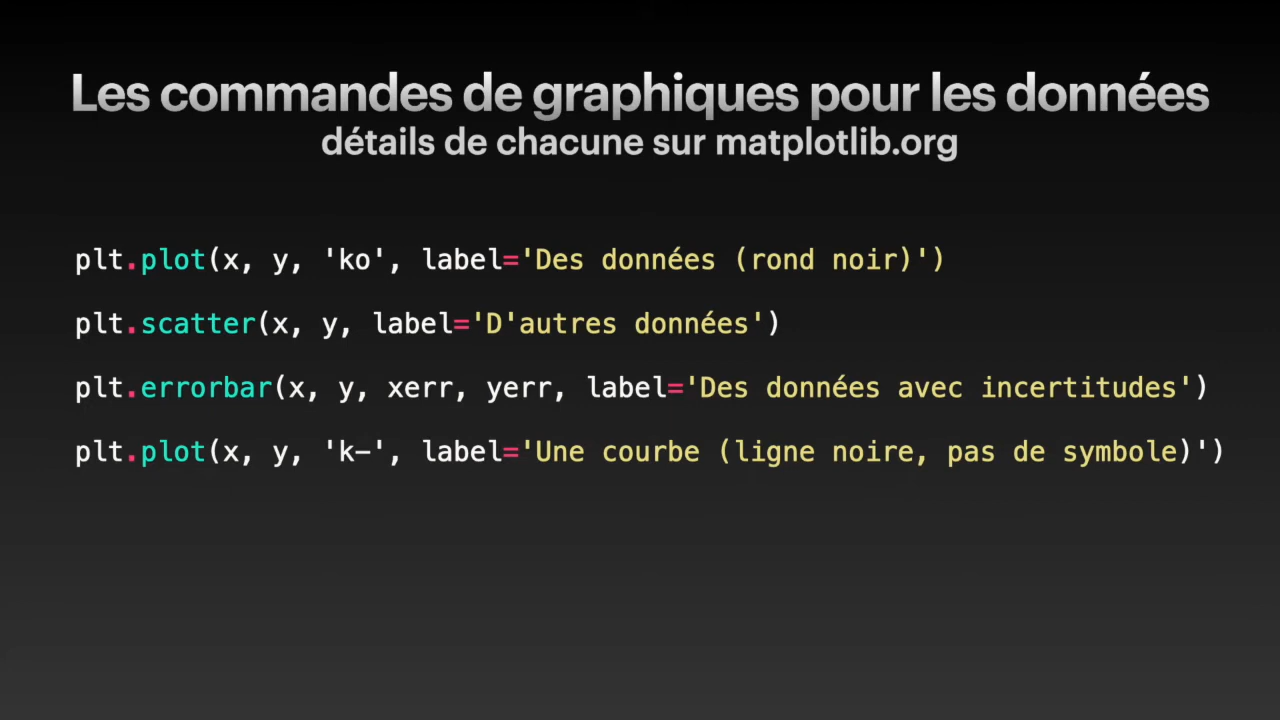 Les commandes de graphiques pour les données
détails de chacune sur matplotlib.org
plt.plot(x, y, 'ko', label='Des données (rond noir)')
plt.scatter(x, y, label='D'autres données')
plt.errorbar(x, y, xerr, yerr, label='Des données avec incertitudes')
plt.plot(x, y, 'k-', label='Une courbe (ligne noire, pas de symbole)')